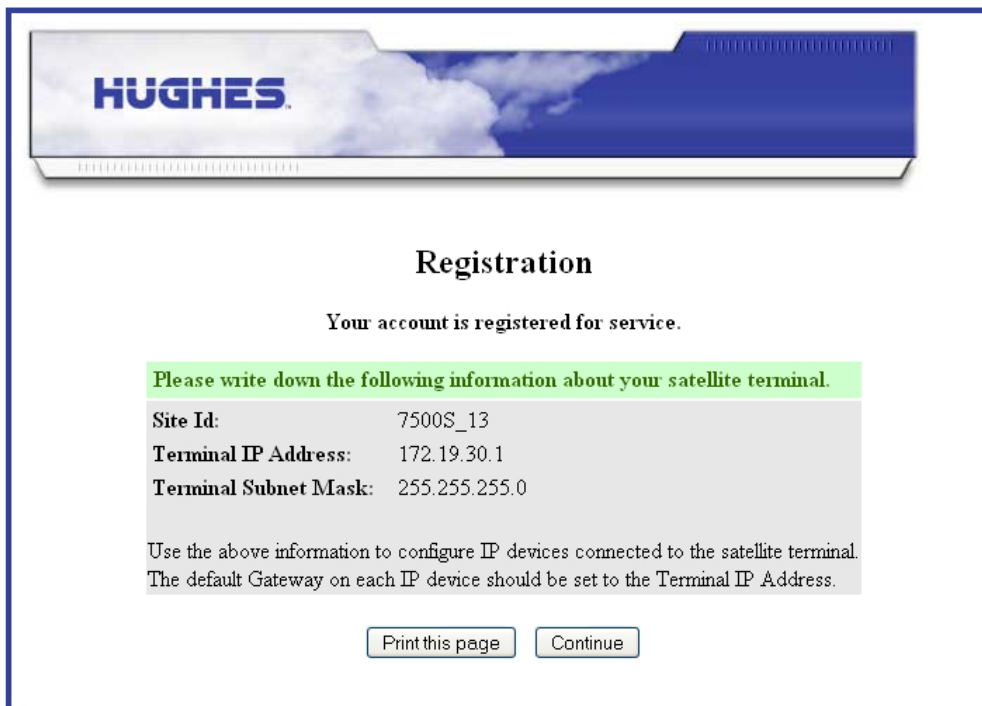 HUGHES.
Registration
Your account is registered for service.
Please write down the following information about your satellite terminal.
Site Id: 7500S_13
Terminal IP Address: 172.19.30.1
Terminal Subnet Mask: 255.255.255.0
Use the above information to configure IP devices connected to the satellite terminal.
The default Gateway on each IP device should be set to the Terminal IP Address.
Print this page Continue